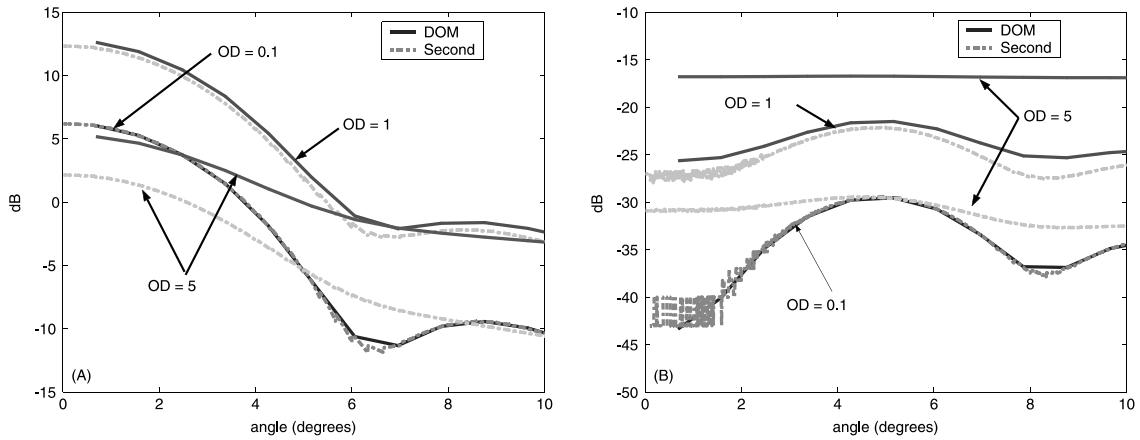 15
10
5
0
-5
-10
-15
dB
0 2 4 6 8 10
angle (degrees)
(A)
DOM
Second
OD = 0.1
OD = 1
OD = 5
-10
-15
-20
-25
-30
-35
-40
-45
-50
dB
0 2 4 6 8 10
angle (degrees)
(B)
DOM
Second
OD = 1
OD = 5
OD = 0.1